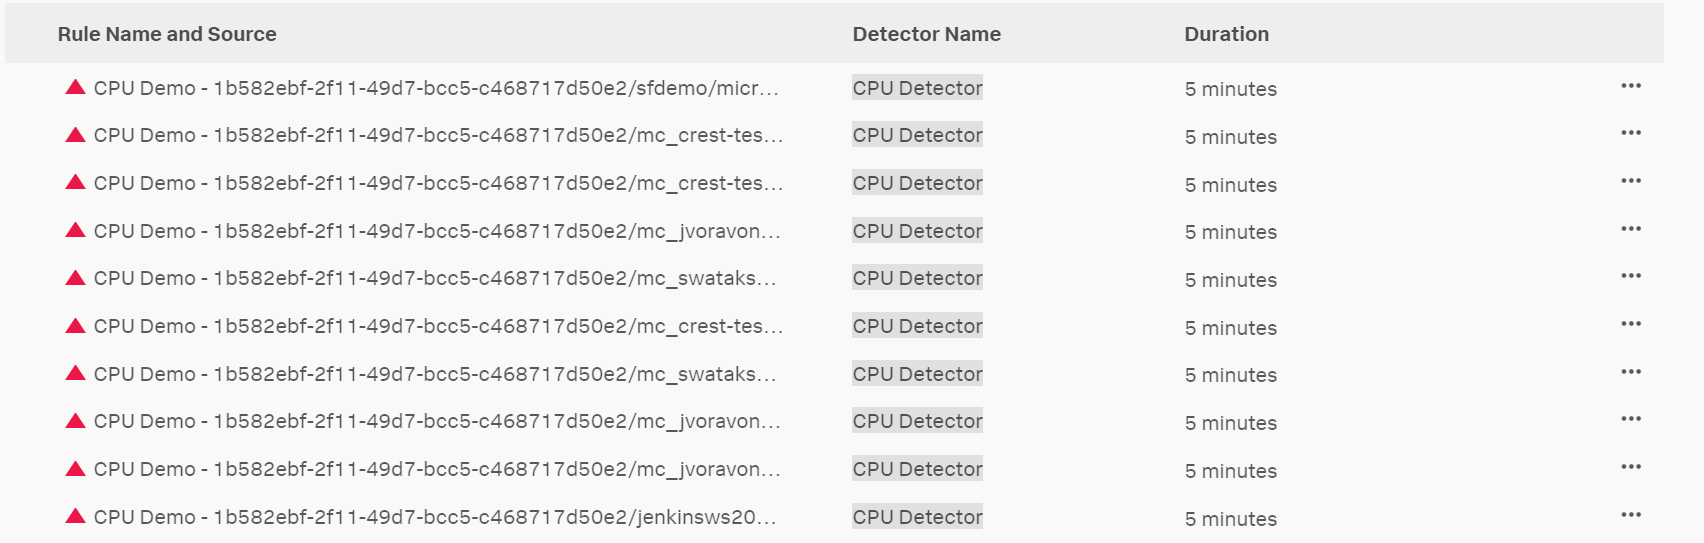 Rule Name and Source Detector Name Duration
CPU Demo - 1b582ebf-2f11-49d7-bcc5-c468717d50e2/sfdemo/micr... CPU Detector 5 minutes ...
CPU Demo - 1b582ebf-2f11-49d7-bcc5-c468717d50e2/mc_crest-tes... CPU Detector 5 minutes ...
CPU Demo - 1b582ebf-2f11-49d7-bcc5-c468717d50e2/mc_crest-tes... CPU Detector 5 minutes ...
CPU Demo - 1b582ebf-2f11-49d7-bcc5-c468717d50e2/mc_jvoravon... CPU Detector 5 minutes ...
CPU Demo - 1b582ebf-2f11-49d7-bcc5-c468717d50e2/mc_swataks... CPU Detector 5 minutes ...
CPU Demo - 1b582ebf-2f11-49d7-bcc5-c468717d50e2/mc_crest-tes... CPU Detector 5 minutes ...
CPU Demo - 1b582ebf-2f11-49d7-bcc5-c468717d50e2/mc_swataks... CPU Detector 5 minutes ...
CPU Demo - 1b582ebf-2f11-49d7-bcc5-c468717d50e2/mc_jvoravon... CPU Detector 5 minutes ...
CPU Demo - 1b582ebf-2f11-49d7-bcc5-c468717d50e2/mc_jvoravon... CPU Detector 5 minutes ...
CPU Demo - 1b582ebf-2f11-49d7-bcc5-c468717d50e2/jenkinsws20... CPU Detector 5 minutes ...